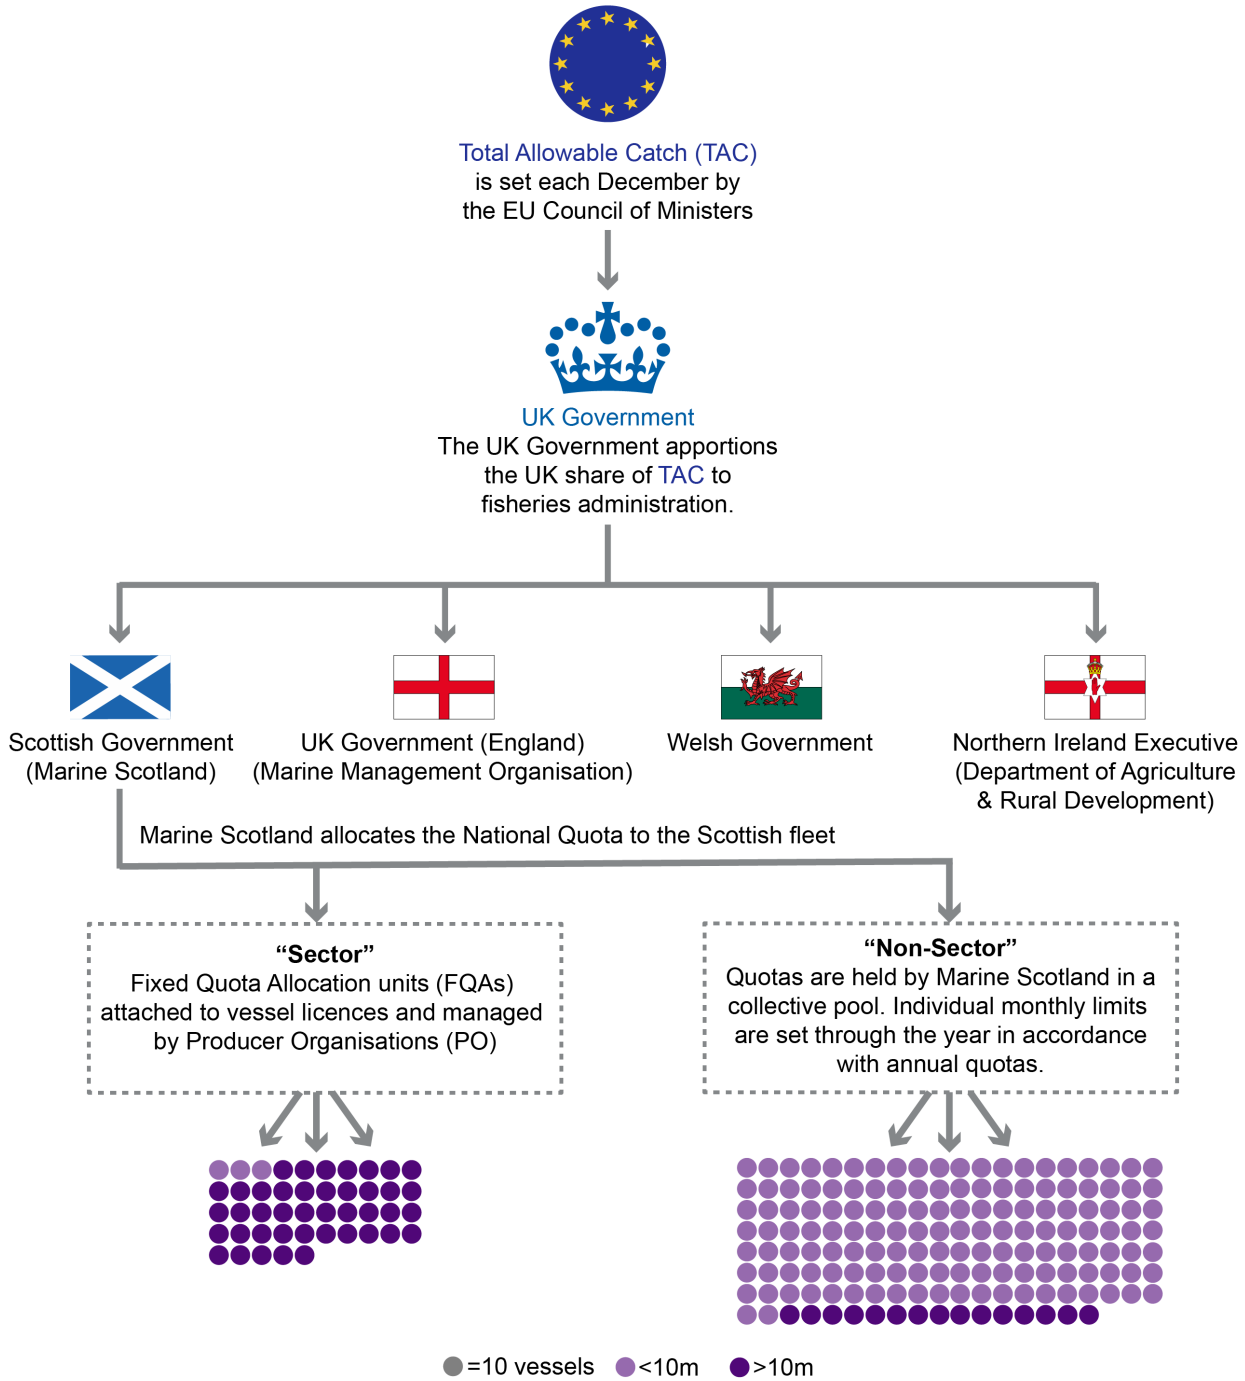 Total Allowable Catch (TAC)
is set each December by
the EU Council of Ministers
UK Government
The UK Government apportions
the UK share of TAC to
fisheries administration.
Scottish Government
(Marine Scotland)
UK Government (England)
(Marine Management Organisation)
Welsh Government
Northern Ireland Executive
(Department of Agriculture
& Rural Development)
Marine Scotland allocates the National Quota to the Scottish fleet
“Sector”
Fixed Quota Allocation units (FQAs)
attached to vessel licences and managed
by Producer Organisations (PO)
“Non-Sector”
Quotas are held by Marine Scotland in a
collective pool. Individual monthly limits
are set through the year in accordance
with annual quotas.
=10 vessels
<10m
>10m